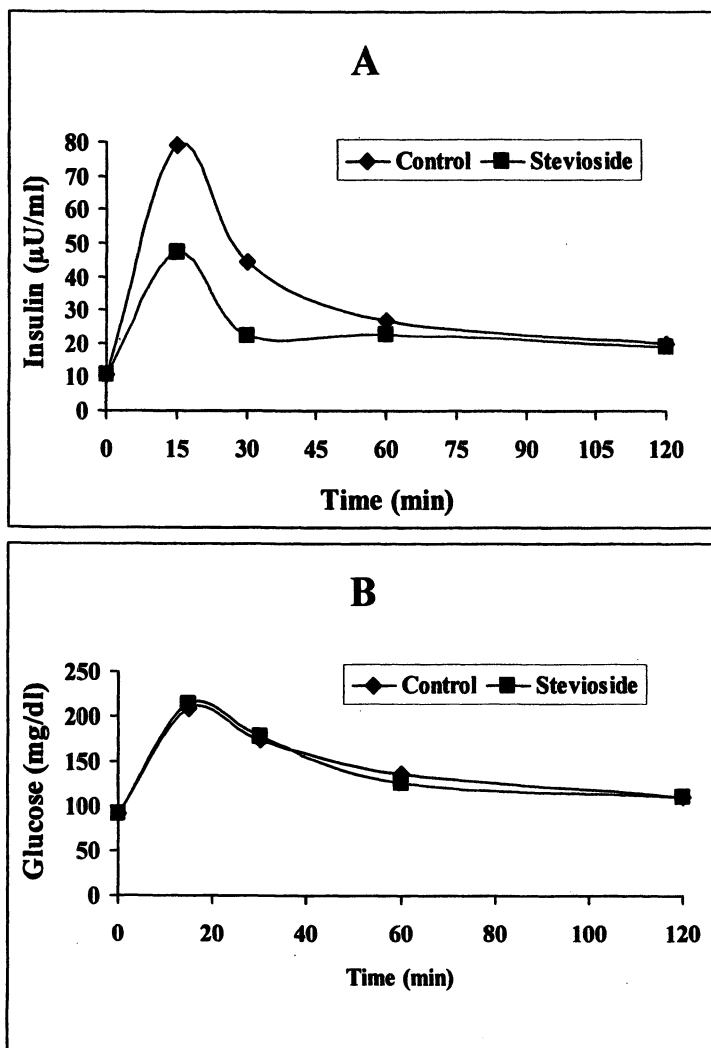 A
Insulin (µU/ml)
80
70
60
50
40
30
20
10
0
Control Stevioside
0 15 30 45 60 75 90 105 120
Time (min)
B
Glucose (mg/dl)
250
200
150
100
50
0
Control Stevioside
0 20 40 60 80 100 120
Time (min)